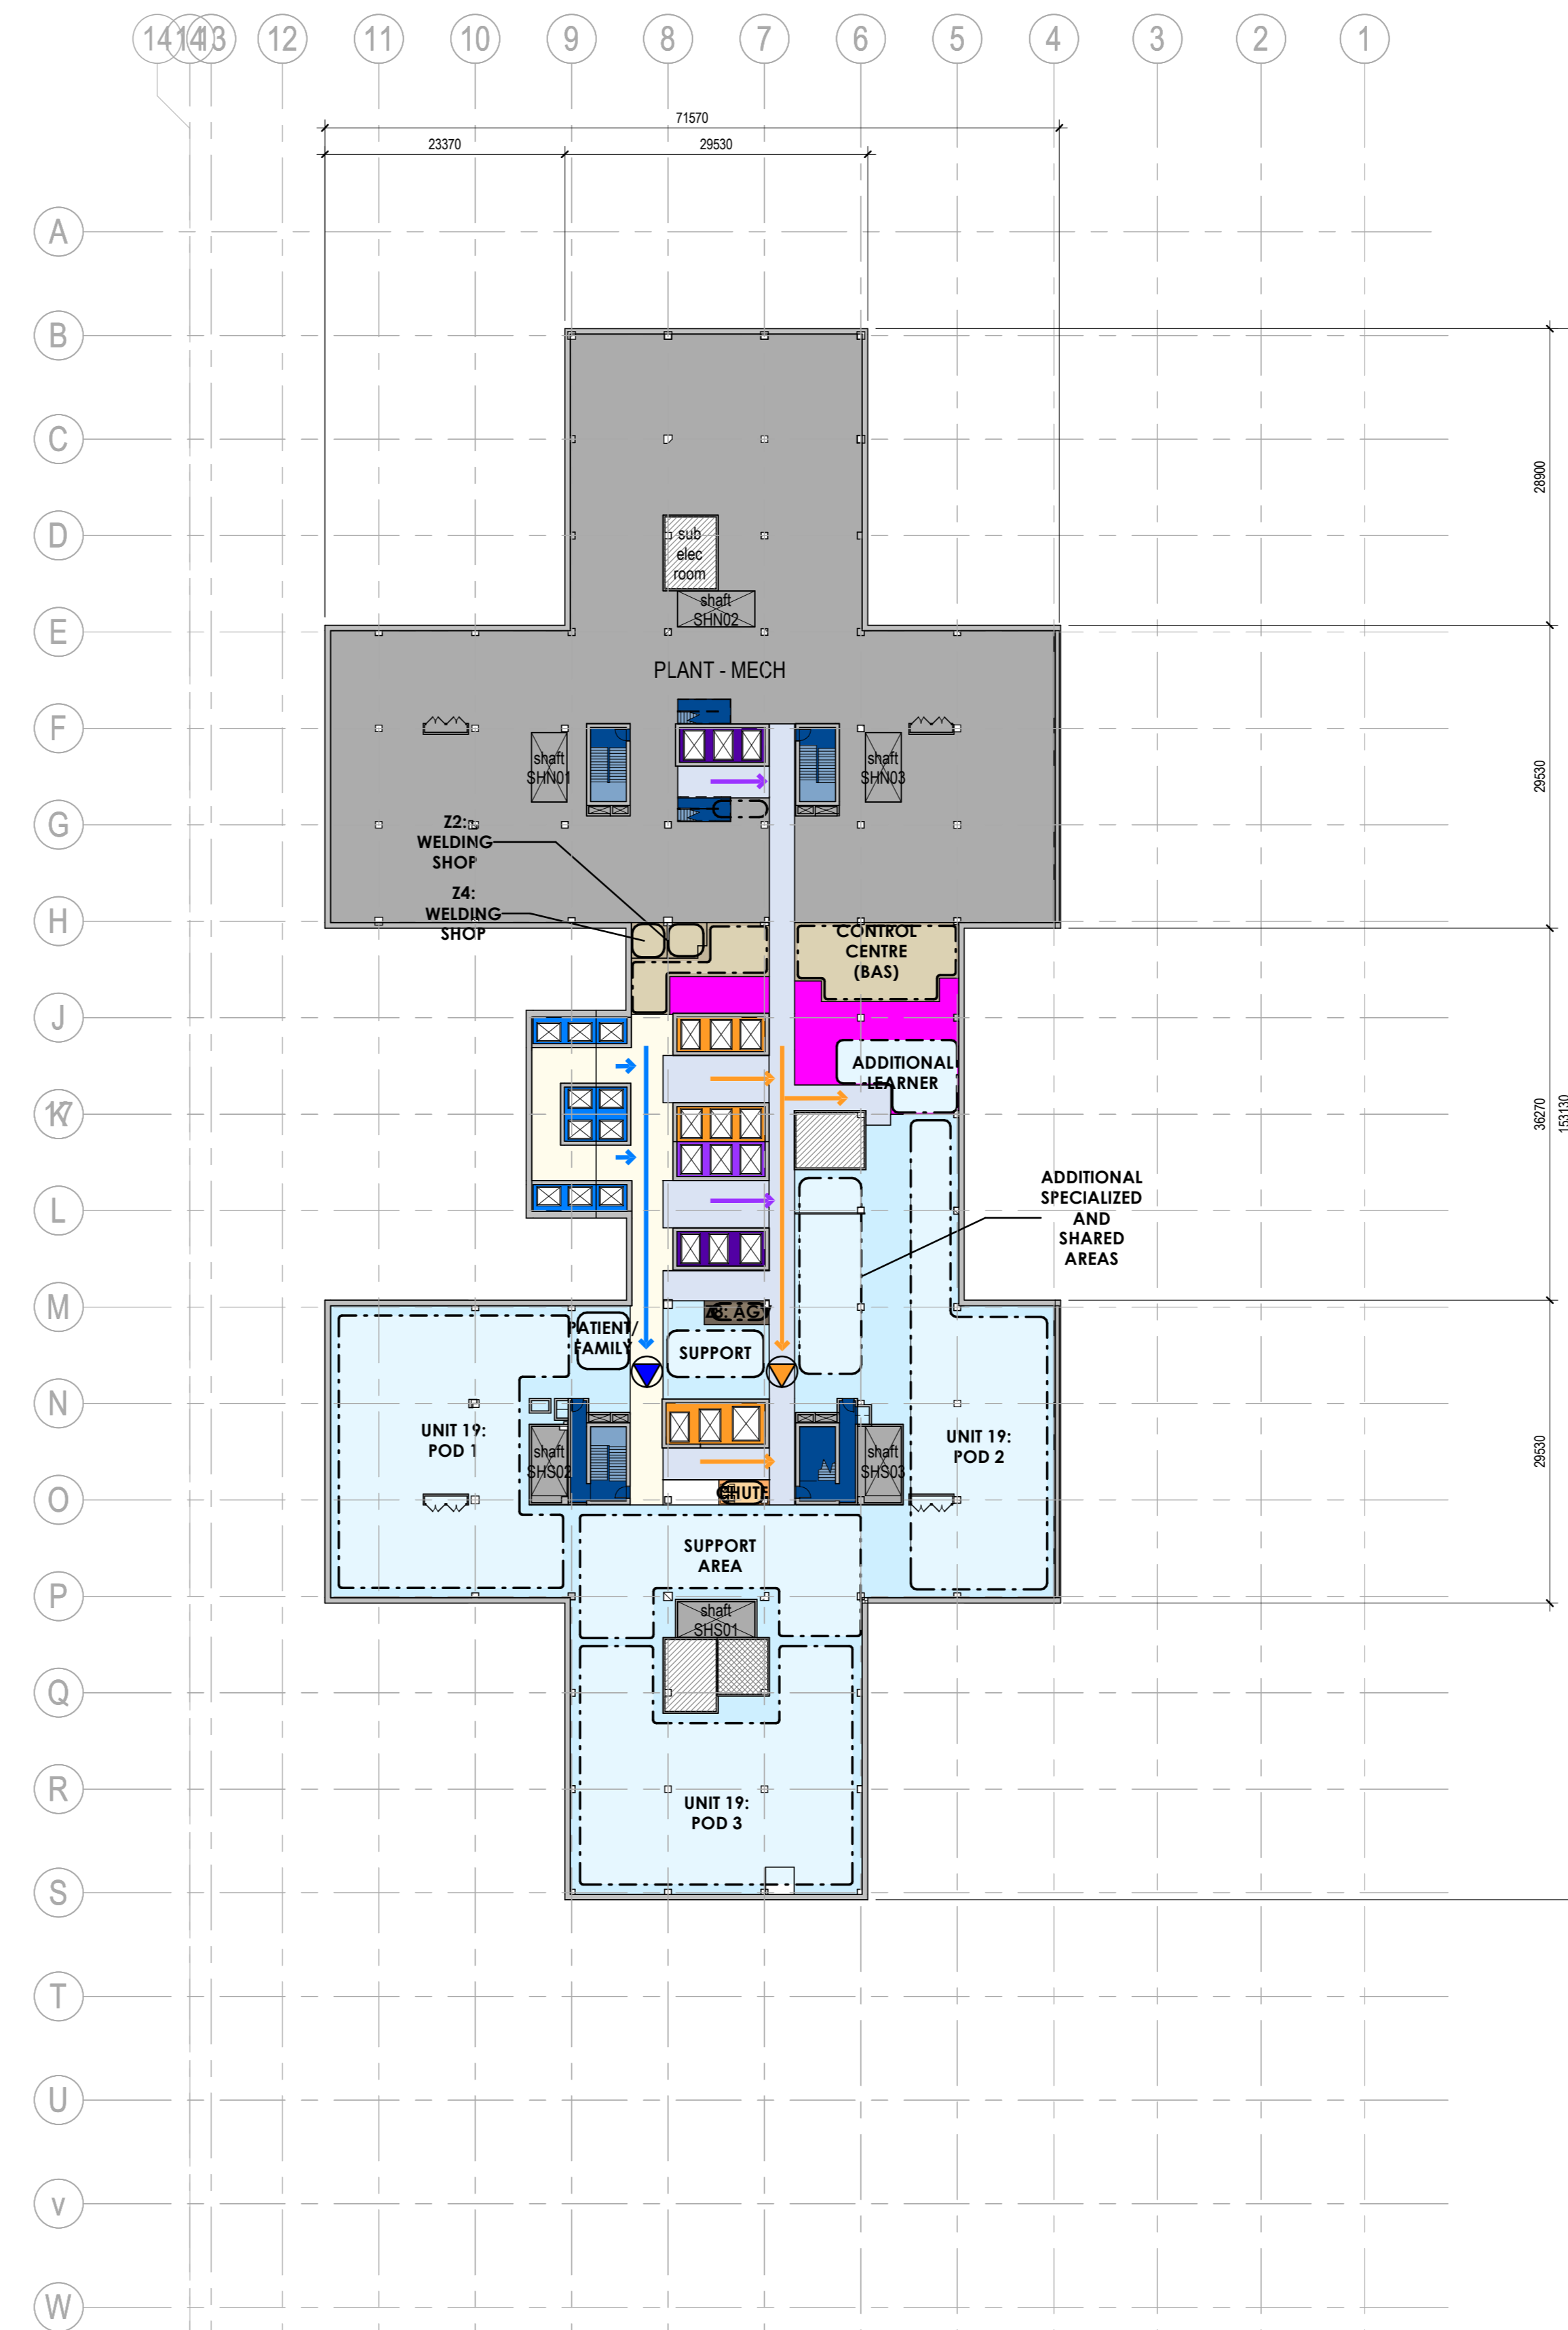 14
14
13
12
11
10
9
8
7
6
5
4
3
2
1
71570
23370
29530
A
B
C
28900
D
sub
elec
room
shaft
SHN02
E
PLANT - MECH
F
shaft
SHN01
shaft
SHN03
29530
G
Z2:
WELDING
SHOP
Z4:
WELDING
SHOP
H
CONTROL
CENTRE
(BAS)
J
ADDITIONAL
LEARNER
K
17
36270
153130
ADDITIONAL
SPECIALIZED
AND
SHARED
AREAS
L
M
PATIENT/
FAMILY
SUPPORT
N
UNIT 19:
POD 1
shaft
SHS02
shaft
SHS03
UNIT 19:
POD 2
29530
CHUTE
O
SUPPORT
AREA
P
shaft
SHS01
Q
R
UNIT 19:
POD 3
S
T
U
v
W